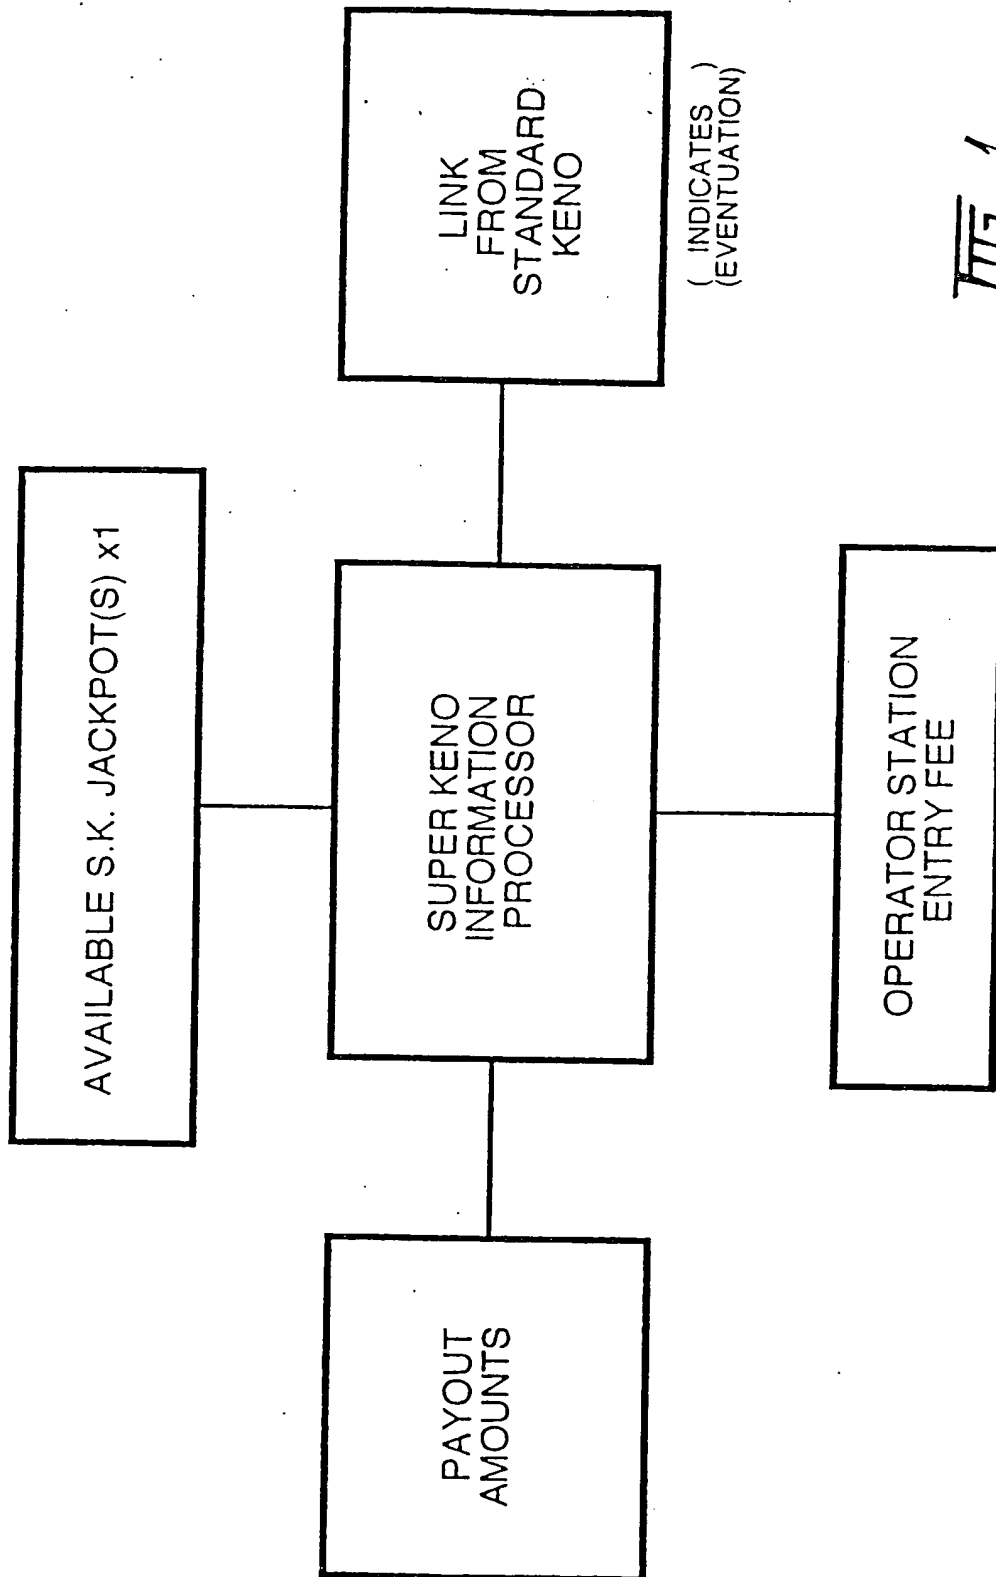 AVAILABLE S.K. JACKPOT(S) x1
PAYOUT
AMOUNTS
SUPER KENO
INFORMATION
PROCESSOR
LINK
FROM
STANDARD
KENO
( INDICATES )
(EVENTUATION)
OPERATOR STATION
ENTRY FEE